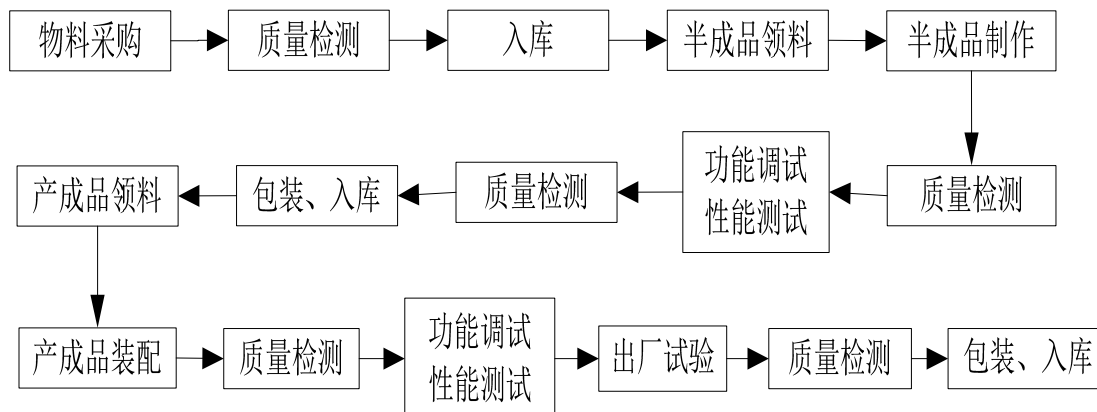 物料采购
质量检测
入库
半成品领料
半成品制作
质量检测
功能调试
性能测试
质量检测
包装、入库
产成品领料
产成品装配
质量检测
功能调试
性能测试
出厂试验
质量检测
包装、入库